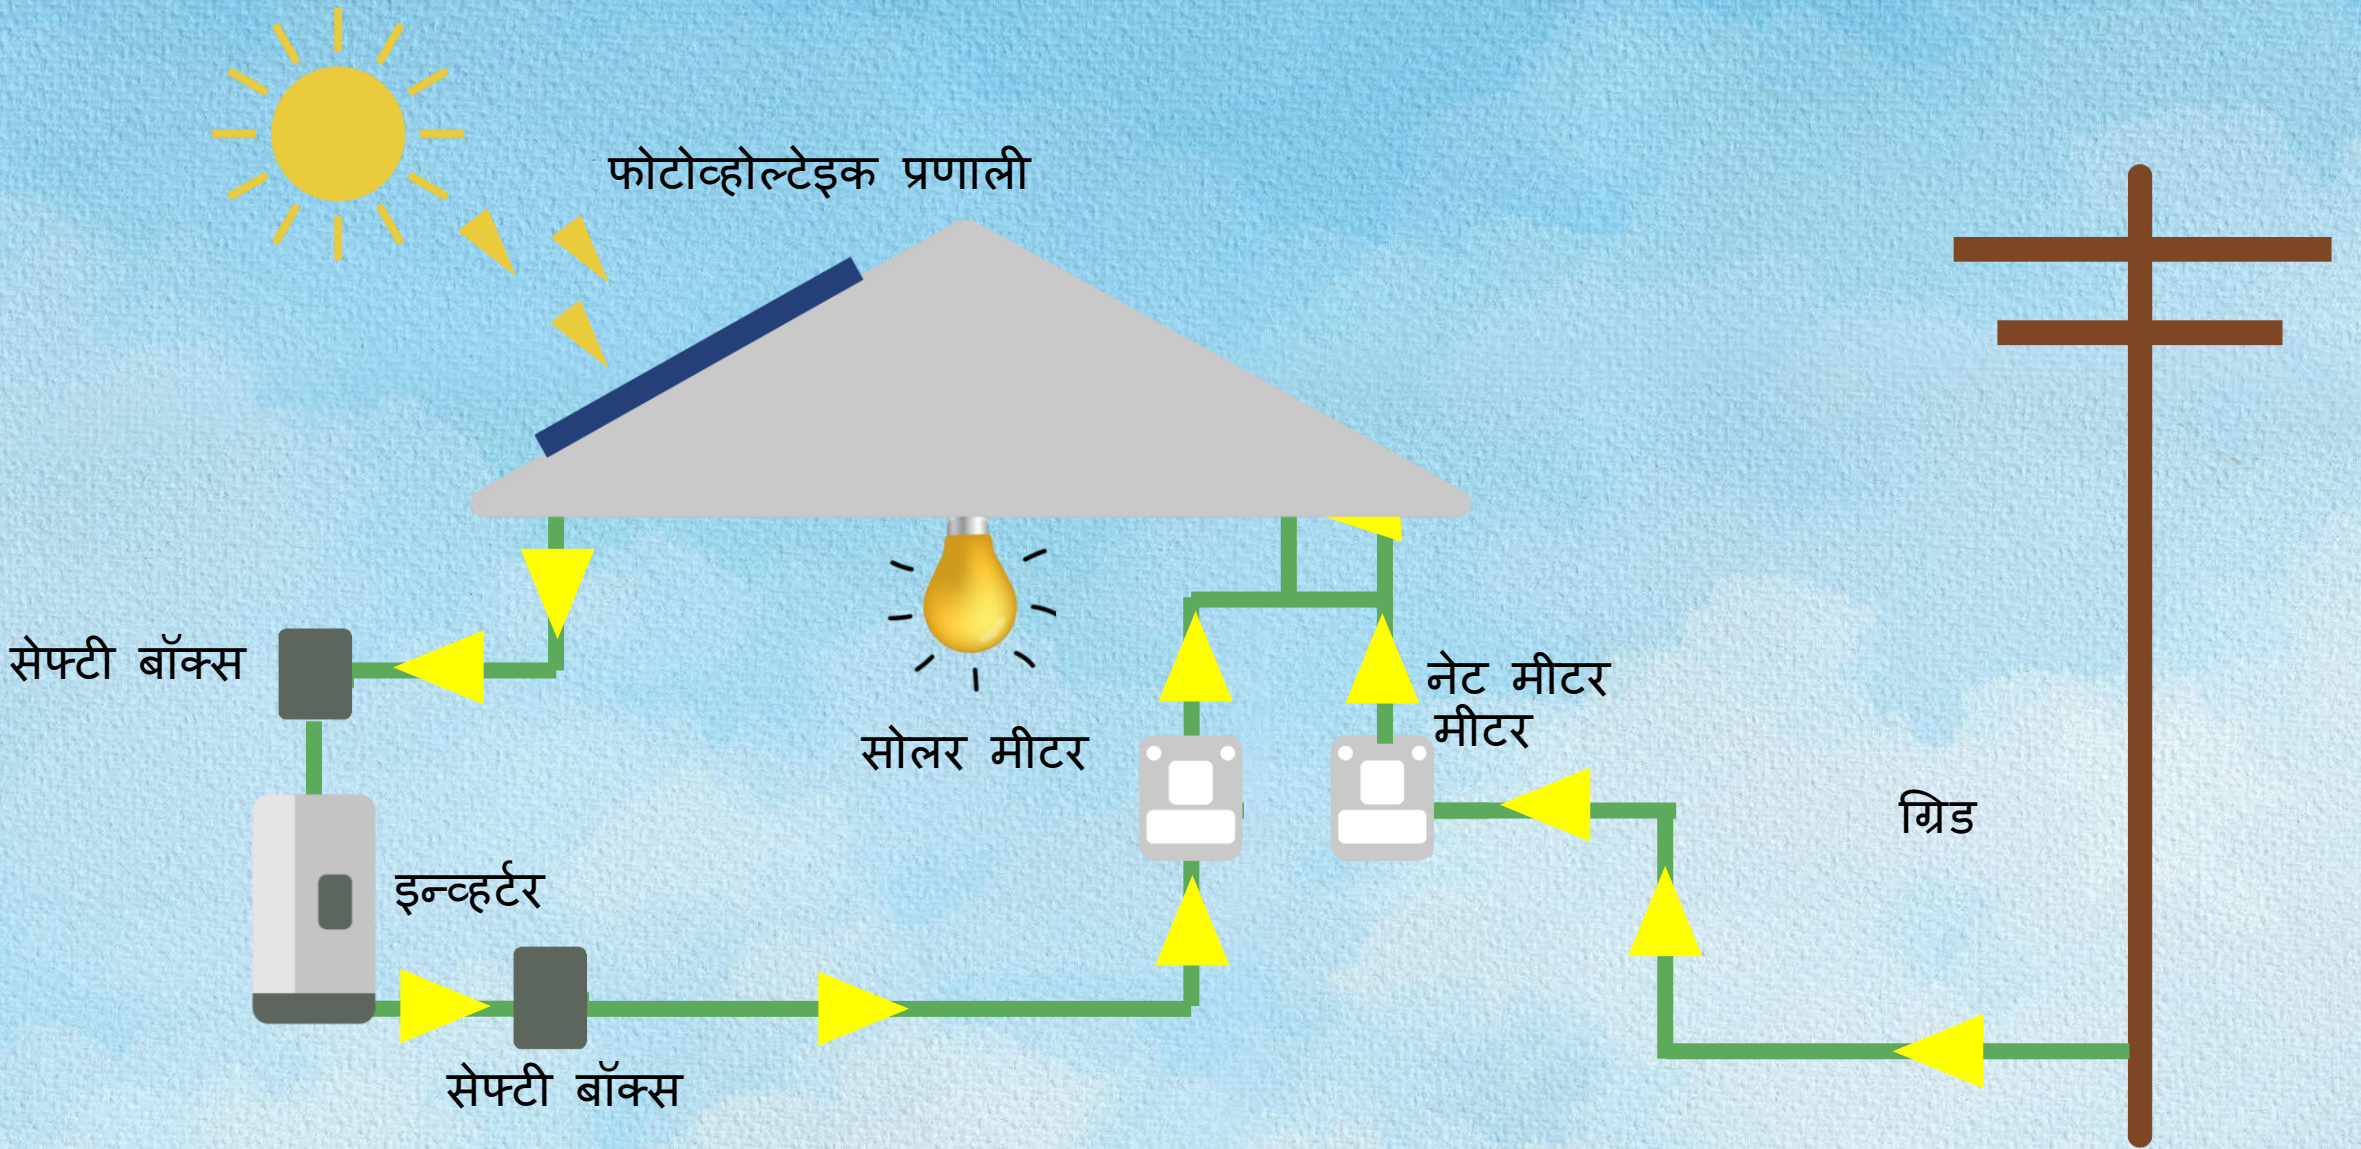 फोटोव्होल्टेइक प्रणाली
सेफ्टी बॉक्स
नेट मीटर
मीटर
सोलर मीटर
ग्रिड
इन्व्हर्टर
सेफ्टी बॉक्स